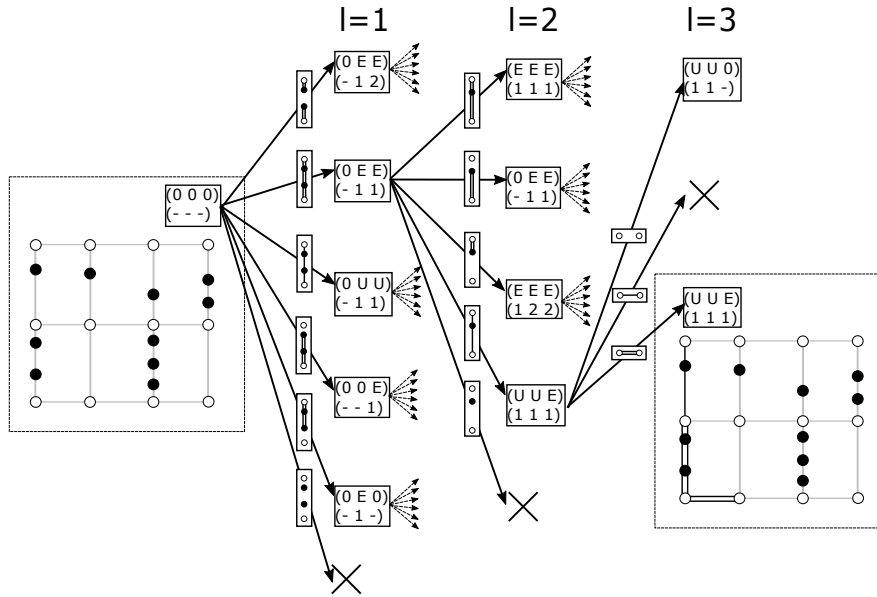 l=1
l=2
l=3
(0 0 0)
(- - -)
(0 E E)
(- 1 2)
(0 E E)
(- 1 1)
(0 U U)
(- 1 1)
(0 0 E)
(- - 1)
(0 E 0)
(- 1 -)
(E E E)
(1 1 1)
(0 E E)
(- 1 1)
(E E E)
(1 2 2)
(U U E)
(1 1 1)
(U U 0)
(1 1 -)
(U U E)
(1 1 1)